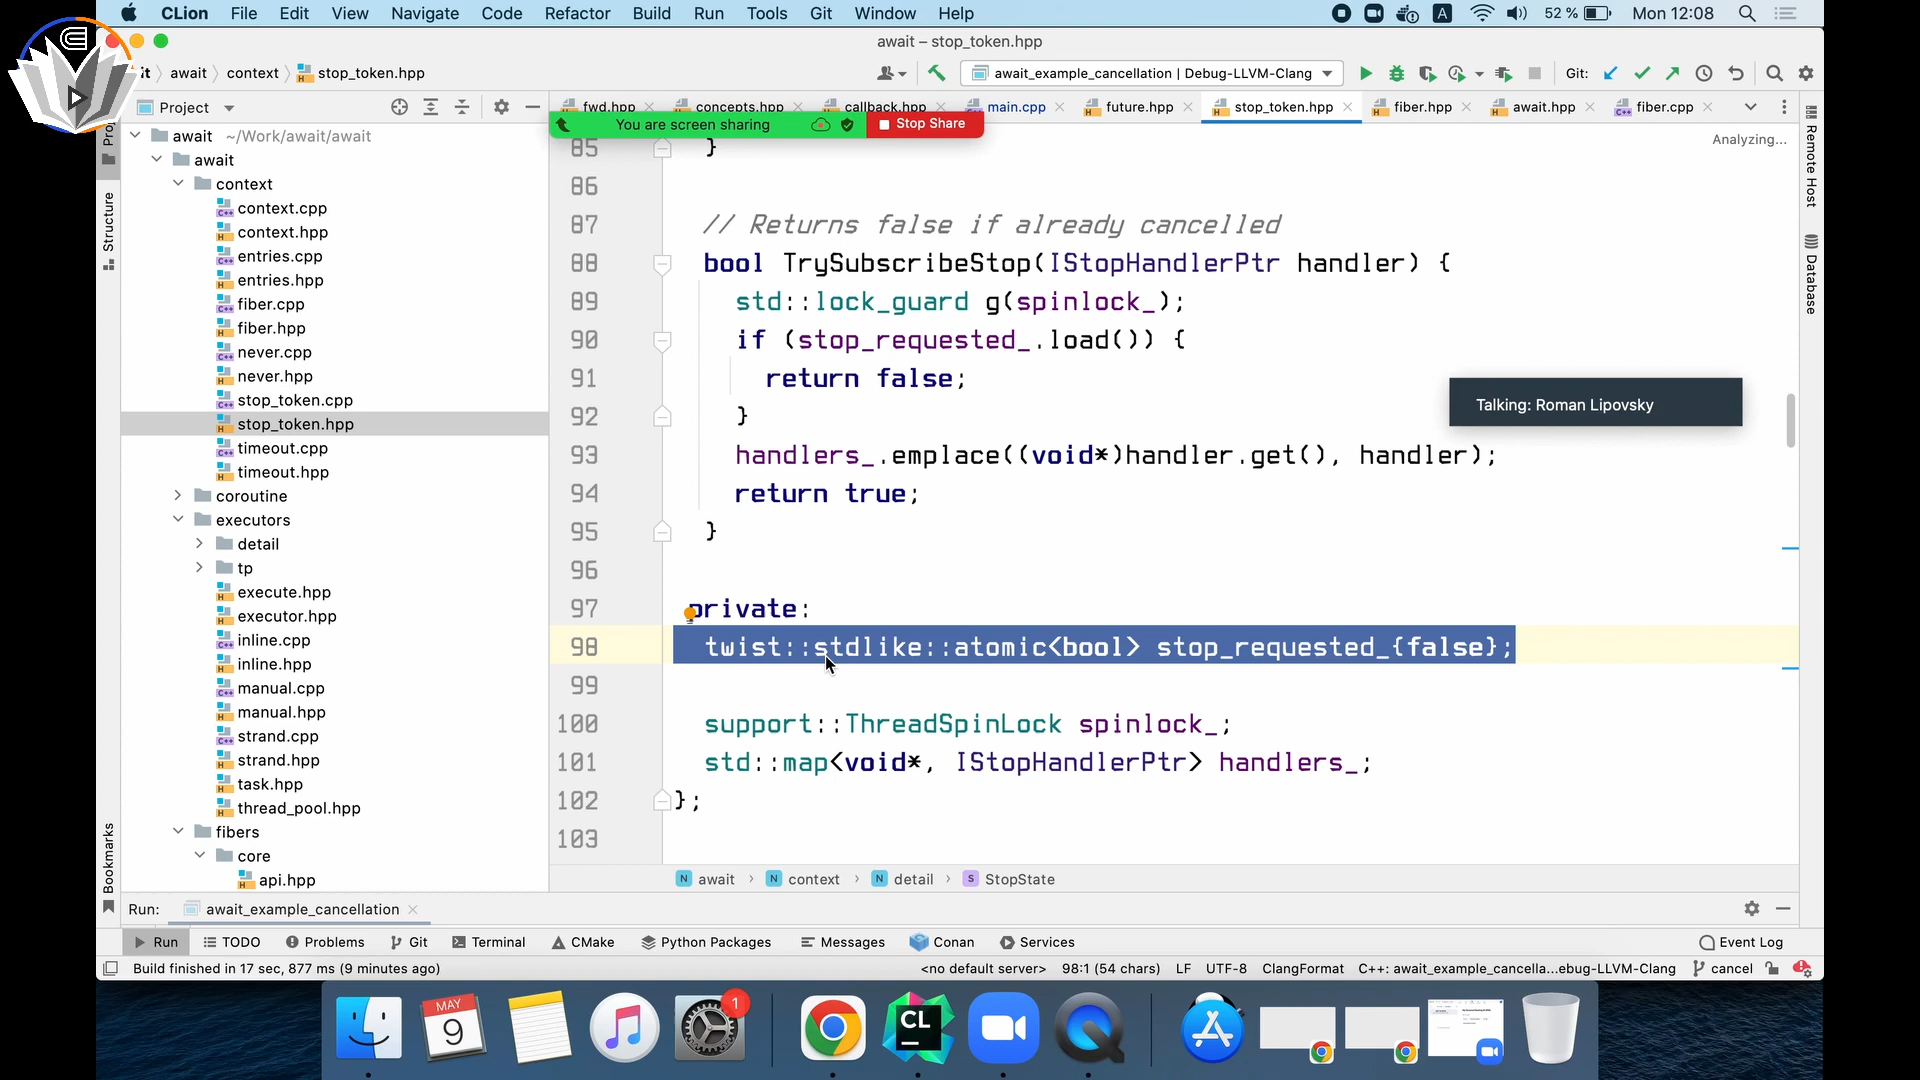 CLion File Edit View Navigate Code Refactor Build Run Tools Git Window Help
A 52 % Mon 12:08
await – stop_token.hpp
it await context stop_token.hpp
await_example_cancellation | Debug-LLVM-Clang Git:
Project
fwd.hpp concepts.hpp callback.hpp main.cpp future.hpp stop_token.hpp fiber.hpp await.hpp fiber.cpp
You are screen sharing Stop Share
Analyzing...
Structure
Bookmarks
Remote Host
Database
await ~/Work/await/await
await
context
context.cpp
context.hpp
entries.cpp
entries.hpp
fiber.cpp
fiber.hpp
never.cpp
never.hpp
stop_token.cpp
stop_token.hpp
timeout.cpp
timeout.hpp
coroutine
executors
detail
tp
execute.hpp
executor.hpp
inline.cpp
inline.hpp
manual.cpp
manual.hpp
strand.cpp
strand.hpp
task.hpp
thread_pool.hpp
fibers
core
api.hpp
85 }
86
87 // Returns false if already cancelled
88 bool TrySubscribeStop(IStopHandlerPtr handler) {
89 std::lock_guard g(spinlock_);
90 if (stop_requested_.load()) {
91 return false;
92 }
93 handlers_.emplace((void*)handler.get(), handler);
94 return true;
95 }
96
97 private:
98 twist::stdlike::atomic<bool> stop_requested_{false};
99
100 support::ThreadSpinLock spinlock_;
101 std::map<void*, IStopHandlerPtr> handlers_;
102 };
103
Talking: Roman Lipovsky
N await N context N detail S StopState
Run: await_example_cancellation
Run TODO Problems Git Terminal CMake Python Packages Messages Conan Services Event Log
Build finished in 17 sec, 877 ms (9 minutes ago) <no default server> 98:1 (54 chars) LF UTF-8 ClangFormat C++: await_example_cancella...ebug-LLVM-Clang cancel
MAY
9
1
CL